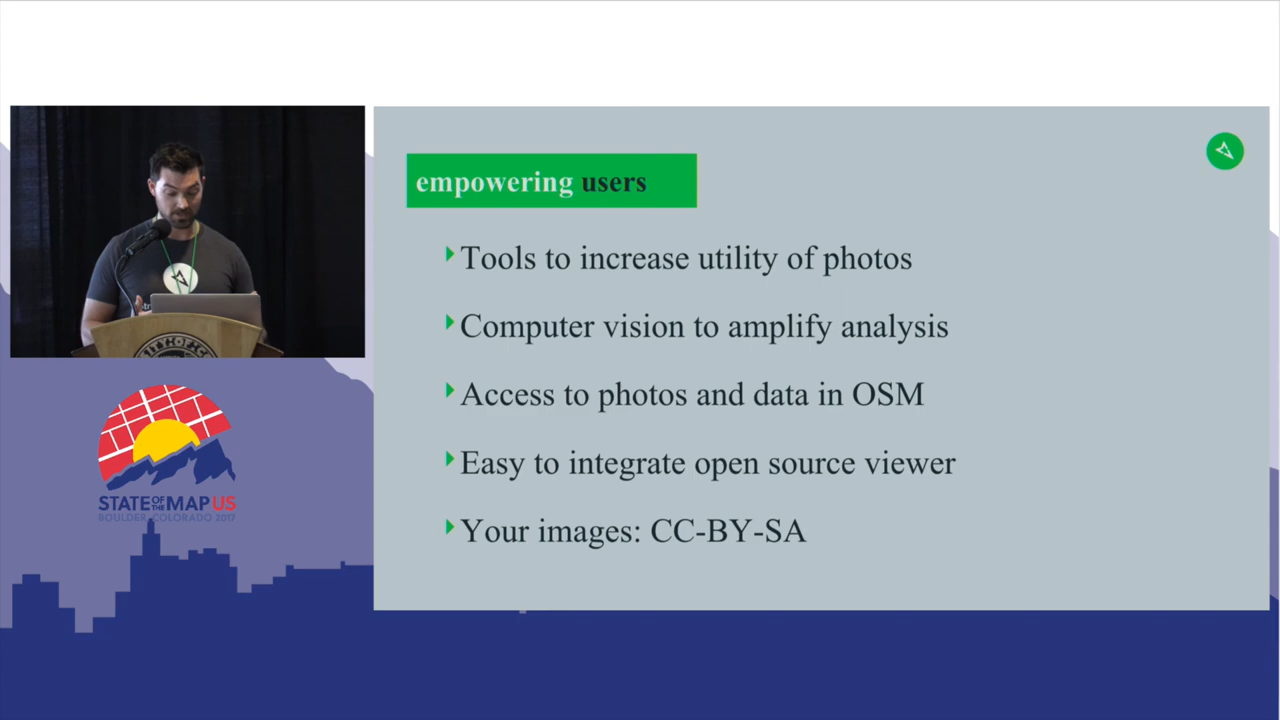 empowering users
Tools to increase utility of photos
Computer vision to amplify analysis
Access to photos and data in OSM
Easy to integrate open source viewer
Your images: CC-BY-SA
STATE OF THE MAP US
BOULDER, COLORADO 2017